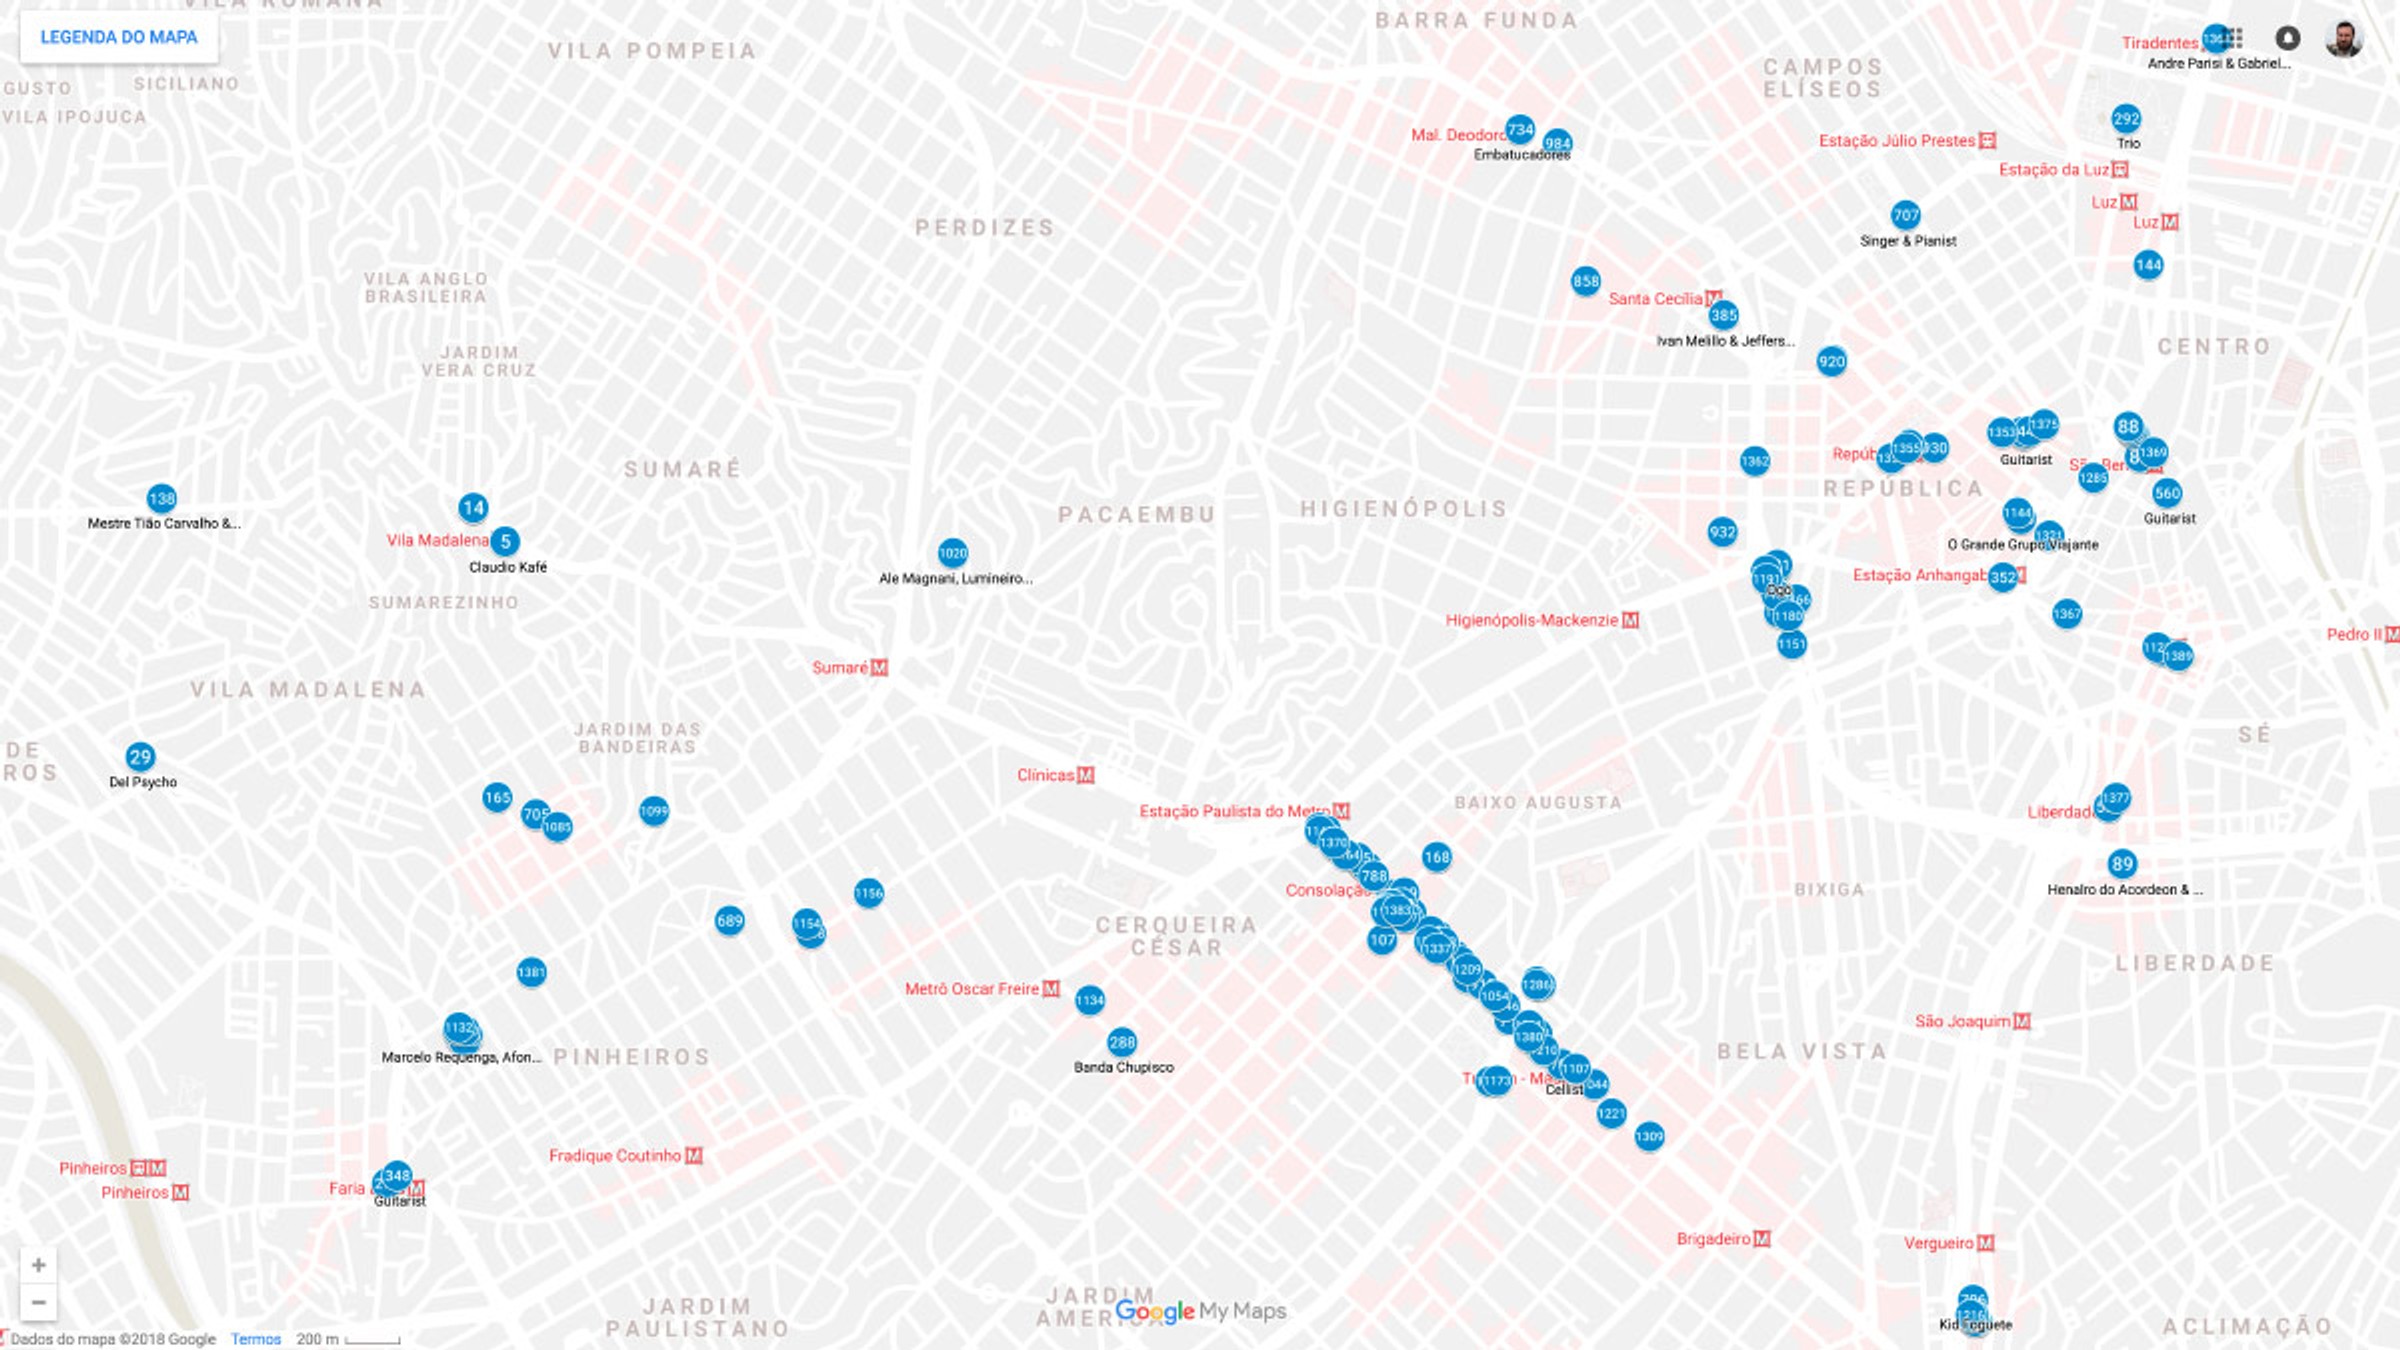 VILA ROMANA
LEGENDA DO MAPA
VILA POMPEIA
BARRA FUNDA
Tiradentes
Andre Parisi & Gabriel...
GUSTO
SICILIANO
VILA IPOJUCA
CAMPOS
ELÍSEOS
292
Trio
Mal. Deodoro
734
984
Embatucadores
Estação Júlio Prestes
Estação da Luz
Luz
Luz
707
Singer & Pianist
PERDIZES
144
VILA ANGLO
BRASILEIRA
858
Santa Cecília
385
Ivan Melillo & Jeffers...
CENTRO
JARDIM
VERA CRUZ
920
1353
1375
Guitarist
88
1369
1285
1355
930
1362
REPÚBLICA
560
Guitarist
SUMARÉ
138
Mestre Tião Carvalho &...
14
Vila Madalena
5
Claudio Kafé
PACAEMBU
HIGIENÓPOLIS
1144
1321
O Grande Grupo Viajante
932
1020
Ale Magnani, Lumineiro...
Estação Anhangab
352
1191
1180
1151
SUMAREZINHO
Higienópolis-Mackenzie
1367
Pedro II
1389
Sumaré
VILA MADALENA
JARDIM DAS
BANDEIRAS
DE
ROS
SÉ
29
Del Psycho
Clínicas
165
705
1085
1099
Estação Paulista do Metro
BAIXO AUGUSTA
1377
Liberdad
1370
168
788
89
Henalro do Acordeon & ...
Consolação
BIXIGA
1156
689
1154
1383
107
CERQUEIRA
CÉSAR
1337
1381
1209
LIBERDADE
Metrô Oscar Freire
1134
1054
1286
1132
Marcelo Requenga, Afon...
PINHEIROS
288
Banda Chupisco
1380
São Joaquim
BELA VISTA
1173
1107
Cellist
1221
1309
Pinheiros
Pinheiros
Fradique Coutinho
Faria
348
Guitarist
Brigadeiro
Vergueiro
JARDIM
PAULISTANO
JARDIM
Google My Maps
1216
ACLIMAÇÃO
Dados do mapa ©2018 Google
Termos
200 m